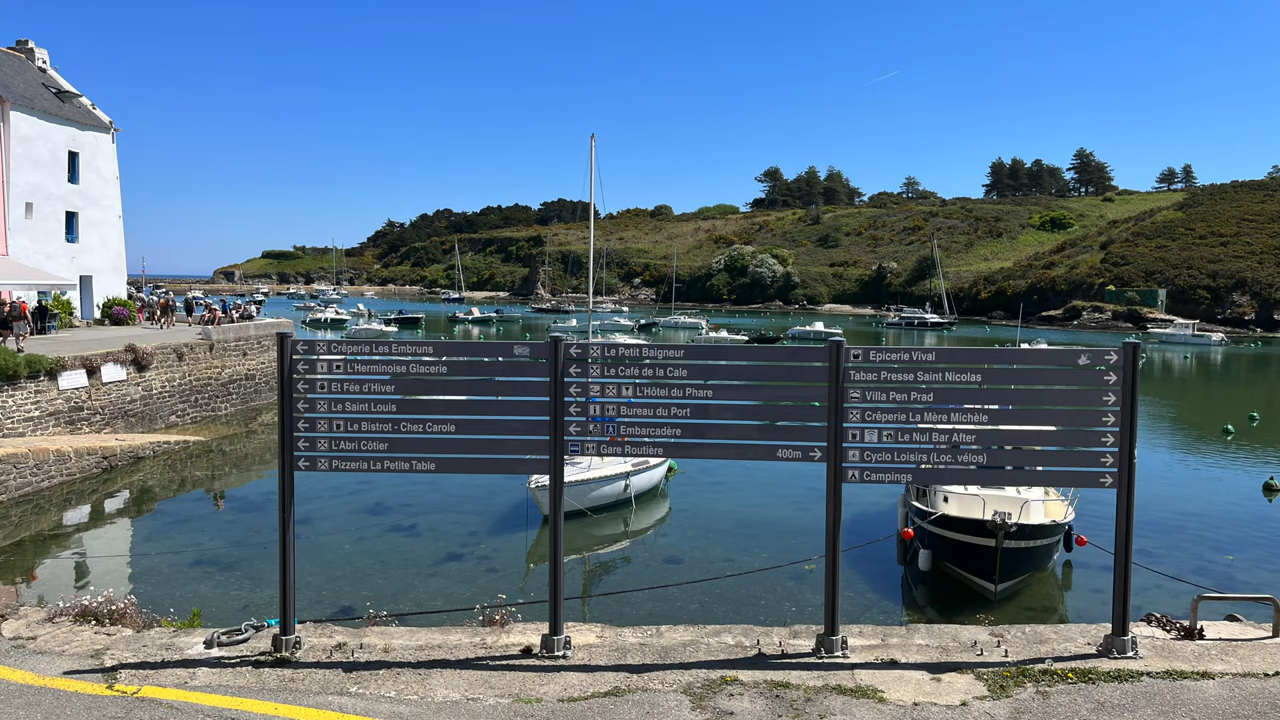 Crêperie Les Embruns
L'Herminoise Glacerie
Et Fée d'Hiver
Le Saint Louis
Le Bistrot - Chez Carole
L'Abri Côtier
Pizzeria La Petite Table
Le Petit Baigneur
Le Café de la Cale
L'Hôtel du Phare
Bureau du Port
Embarcadère
Gare Routière 400m
Epicerie Vival
Tabac Presse Saint Nicolas
Villa Pen Prad
Crêperie La Mère Michèle
Le Nul Bar After
Cyclo Loisirs (Loc. vélos)
Campings